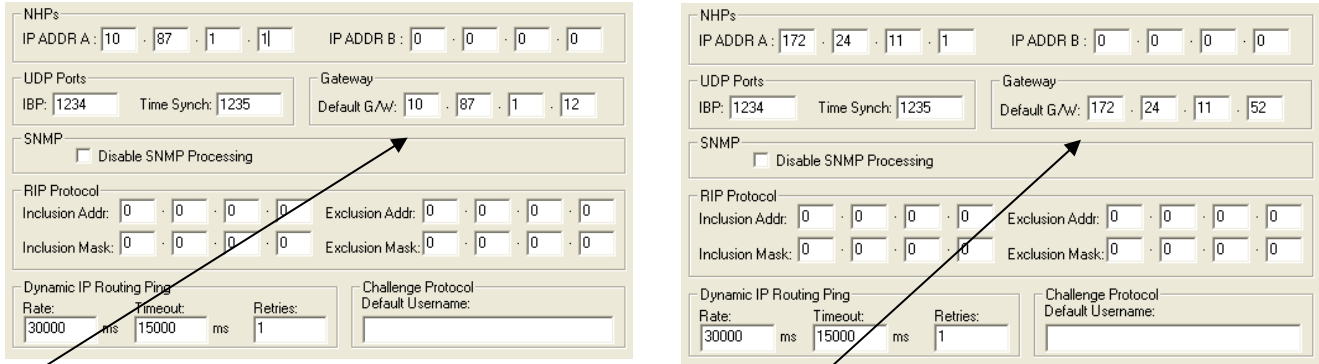 NHPs
IP ADDR A : 10 . 87 . 1 . 1 IP ADDR B : 0 . 0 . 0 . 0
UDP Ports Gateway
IBP: 1234 Time Synch: 1235 Default G/W: 10 . 87 . 1 . 12
SNMP
Disable SNMP Processing
RIP Protocol
Inclusion Addr: 0 . 0 . 0 . 0 Exclusion Addr: 0 . 0 . 0 . 0
Inclusion Mask: 0 . 0 . 0 . 0 Exclusion Mask: 0 . 0 . 0 . 0
Dynamic IP Routing Ping Challenge Protocol
Rate: Timeout: Retries: Default Username:
30000 ms 15000 ms 1
NHPs
IP ADDR A : 172 . 24 . 11 . 1 IP ADDR B : 0 . 0 . 0 . 0
UDP Ports Gateway
IBP: 1234 Time Synch: 1235 Default G/W: 172 . 24 . 11 . 52
SNMP
Disable SNMP Processing
RIP Protocol
Inclusion Addr: 0 . 0 . 0 . 0 Exclusion Addr: 0 . 0 . 0 . 0
Inclusion Mask: 0 . 0 . 0 . 0 Exclusion Mask: 0 . 0 . 0 . 0
Dynamic IP Routing Ping Challenge Protocol
Rate: Timeout: Retries: Default Username:
30000 ms 15000 ms 1